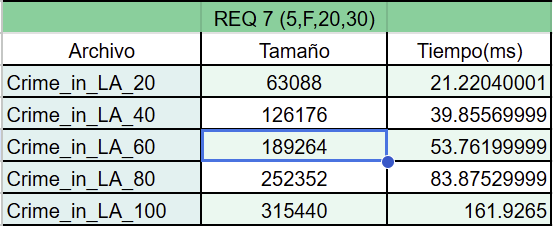 REQ 7 (5,F,20,30)
Archivo Tamaño Tiempo(ms)
Crime_in_LA_20 63088 21.22040001
Crime_in_LA_40 126176 39.85569999
Crime_in_LA_60 189264 53.76199999
Crime_in_LA_80 252352 83.87529999
Crime_in_LA_100 315440 161.9265